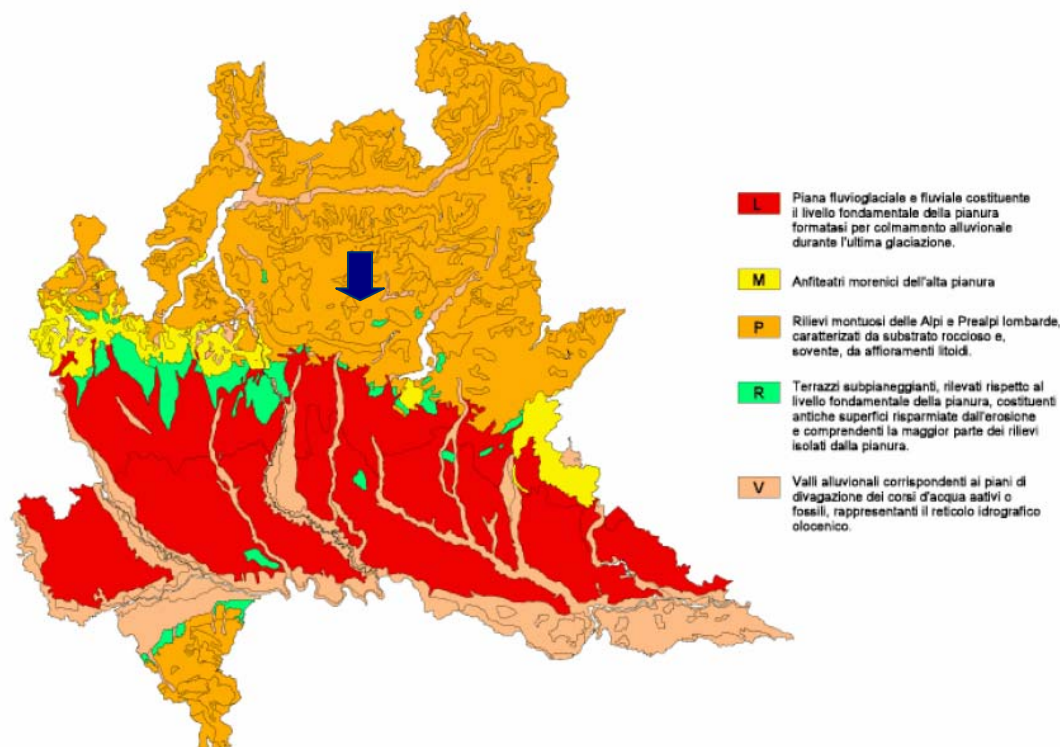 L
Piana fluvioglaciale e fluviale costituente
il livello fondamentale della pianura
formatasi per colmamento alluvionale
durante l'ultima glaciazione.
M
Anfiteatri morenici dell'alta pianura
P
Rilievi montuosi delle Alpi e Prealpi lombarde,
caratterizati da substrato roccioso e,
sovente, da affioramenti litoidi.
R
Terrazzi subpianeggianti, rilevati rispetto al
livello fondamentale della pianura, costituenti
antiche superfici risparmiate dall'erosione
e comprendenti la maggior parte dei rilievi
isolati dalla pianura.
V
Valli alluvionali corrispondenti ai piani di
divagazione dei corsi d'acqua aativi o
fossili, rappresentanti il reticolo idrografico
olocenico.